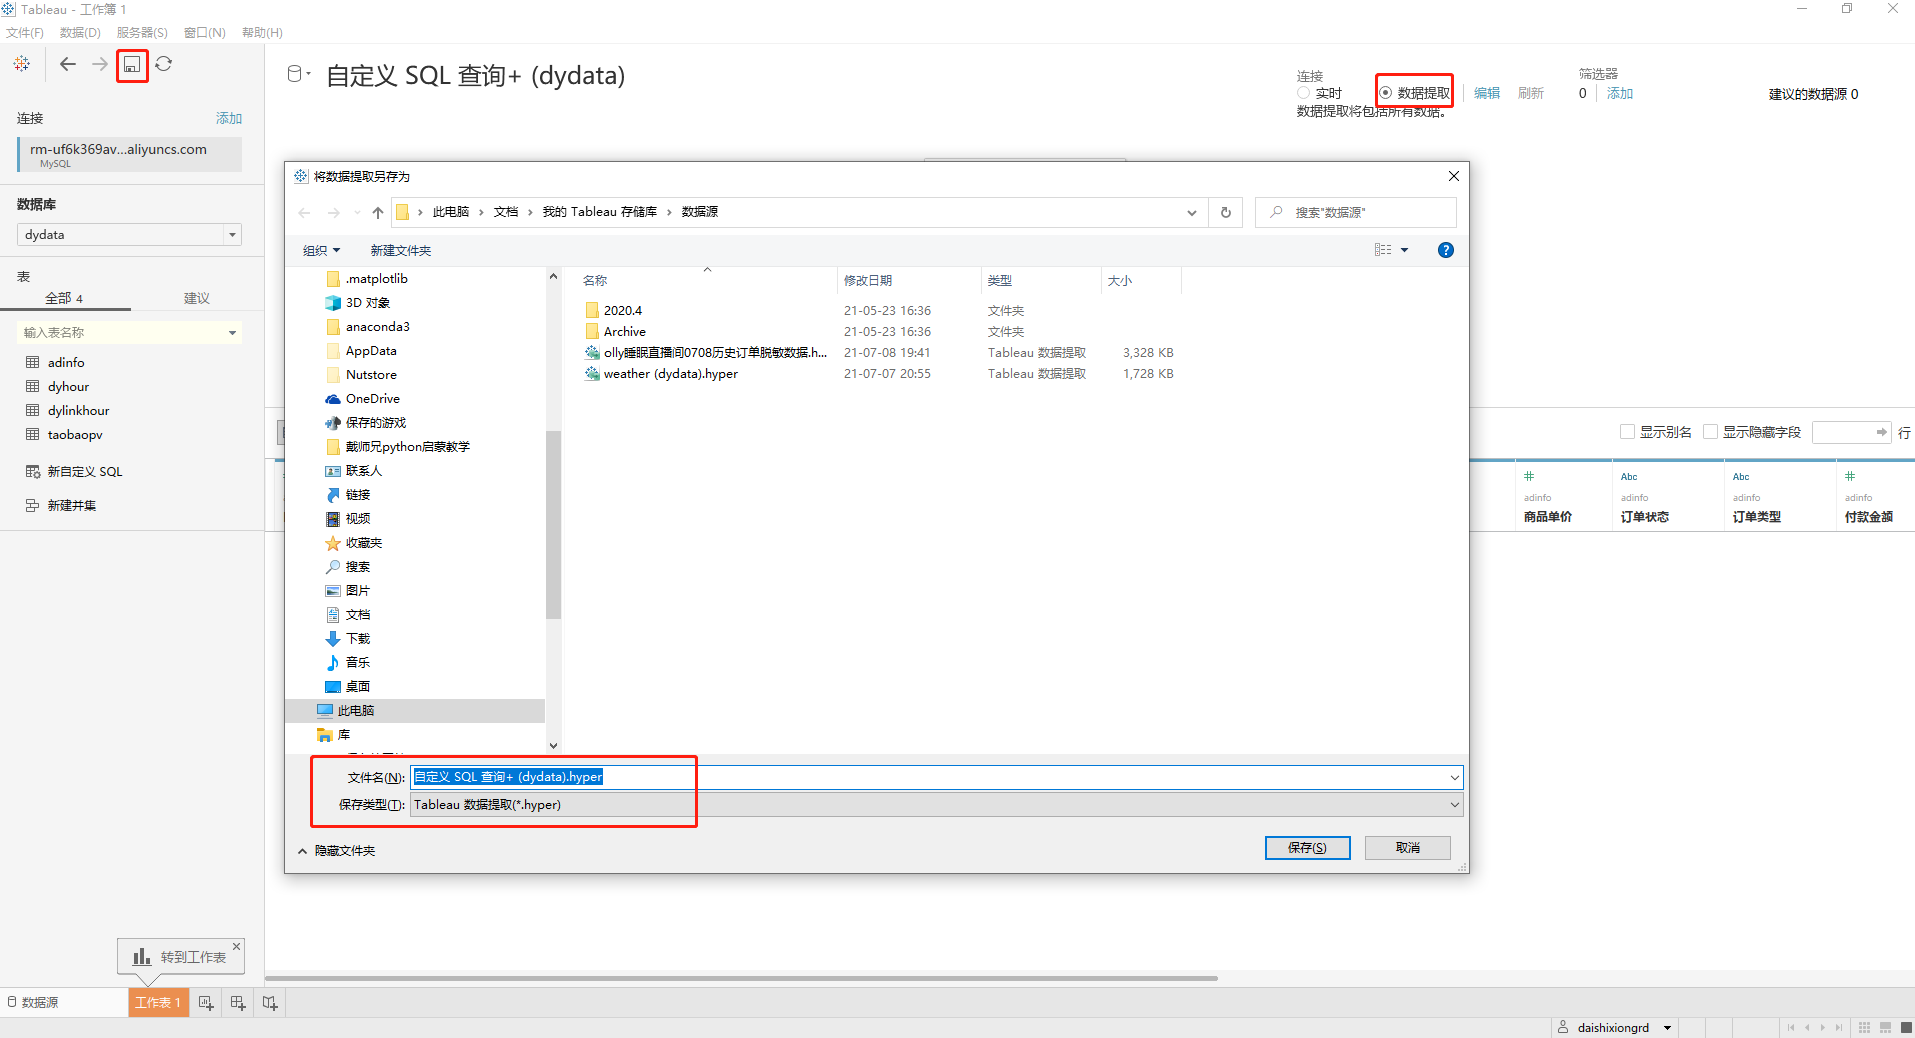 Tableau - 工作簿 1
文件(F) 数据(D) 服务器(S) 窗口(N) 帮助(H)
自定义 SQL 查询+ (dydata)
连接
实时 数据提取 编辑 刷新
数据提取将包括所有数据。
筛选器
0 添加
建议的数据源 0
连接 添加
rm-uf6k369av...aliyuncs.com
MySQL
数据库
dydata
表
全部 4 建议
输入表名称
adinfo
dyhour
dylinkhour
taobaopv
新自定义 SQL
新建并集
将数据提取另存为
此电脑 › 文档 › 我的 Tableau 存储库 › 数据源
搜索"数据源"
组织 新建文件夹
.matplotlib
3D 对象
anaconda3
AppData
Nutstore
OneDrive
保存的游戏
戴师兄python启蒙教学
联系人
链接
视频
收藏夹
搜索
图片
文档
下载
音乐
桌面
此电脑
库
名称 修改日期 类型 大小
2020.4 21-05-23 16:36 文件夹
Archive 21-05-23 16:36 文件夹
olly睡眠直播间0708历史订单脱敏数据.h... 21-07-08 19:41 Tableau 数据提取 3,328 KB
weather (dydata).hyper 21-07-07 20:55 Tableau 数据提取 1,728 KB
文件名(N): 自定义 SQL 查询+ (dydata).hyper
保存类型(T): Tableau 数据提取(*.hyper)
隐藏文件夹
保存(S) 取消
显示别名 显示隐藏字段 行
# Abc Abc #
adinfo adinfo adinfo adinfo
商品单价 订单状态 订单类型 付款金额
转到工作表
数据源 工作表 1
daishixiongrd